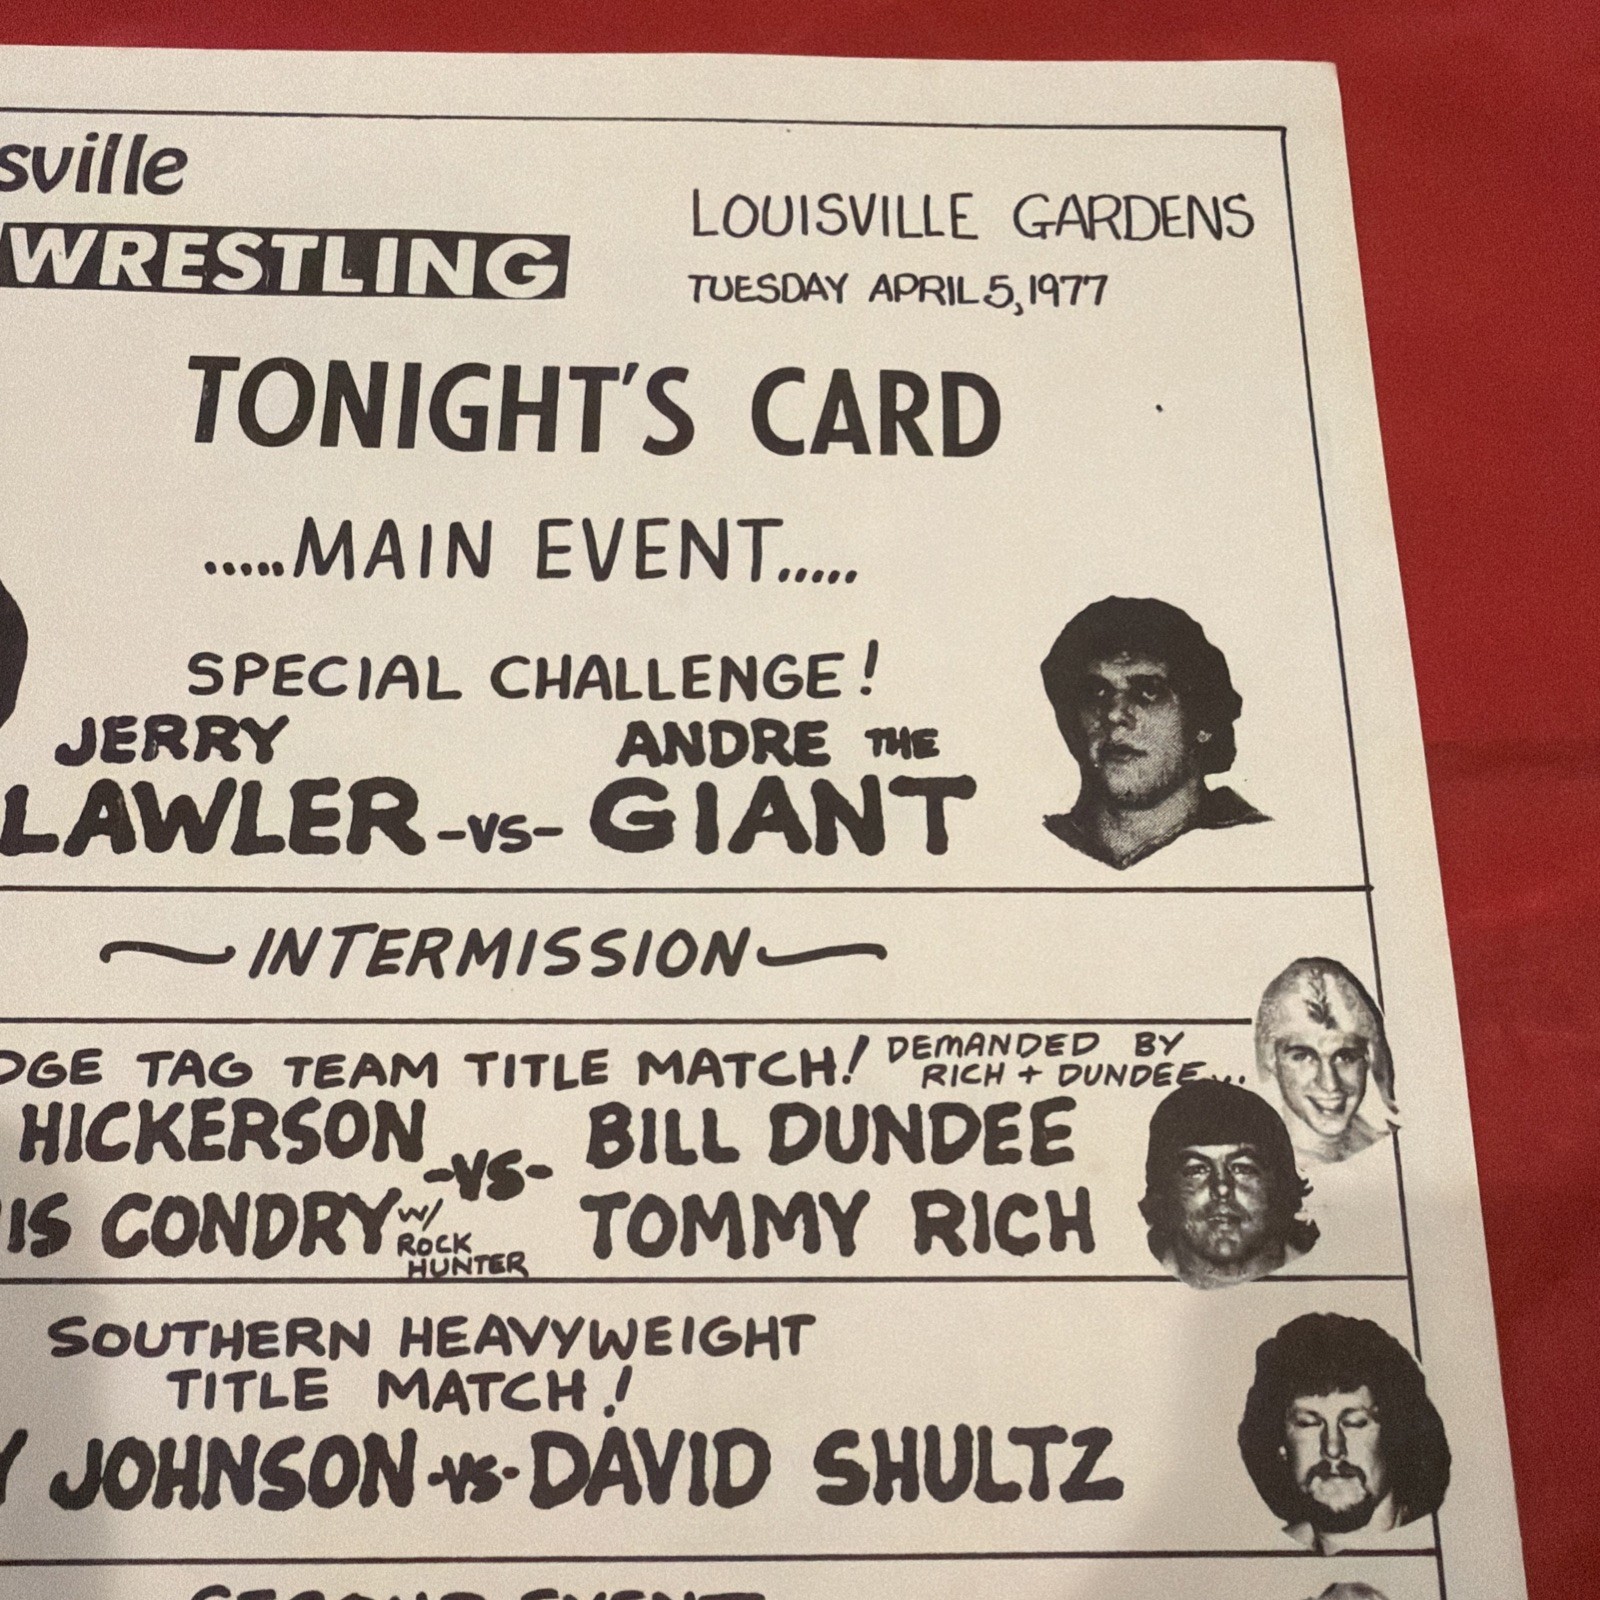 sville
WRESTLING
LOUISVILLE GARDENS
TUESDAY APRIL 5, 1977
TONIGHT'S CARD
.....MAIN EVENT.....
SPECIAL CHALLENGE!
JERRY LAWLER -VS- ANDRE THE GIANT
~INTERMISSION~
DGE TAG TEAM TITLE MATCH! DEMANDED BY RICH + DUNDEE...
HICKERSON -VS- BILL DUNDEE
IS CONDRY W/ ROCK HUNTER TOMMY RICH
SOUTHERN HEAVYWEIGHT
TITLE MATCH!
Y JOHNSON -VS- DAVID SHULTZ